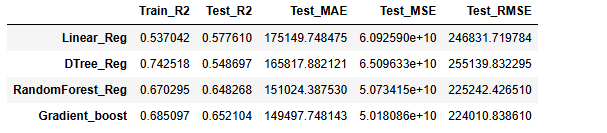 Train_R2 Test_R2 Test_MAE Test_MSE Test_RMSE
Linear_Reg 0.537042 0.577610 175149.748475 6.092590e+10 246831.719784
DTree_Reg 0.742518 0.548697 165817.882121 6.509633e+10 255139.832295
RandomForest_Reg 0.670295 0.648268 151024.387530 5.073415e+10 225242.426510
Gradient_boost 0.685097 0.652104 149497.748143 5.018086e+10 224010.838610